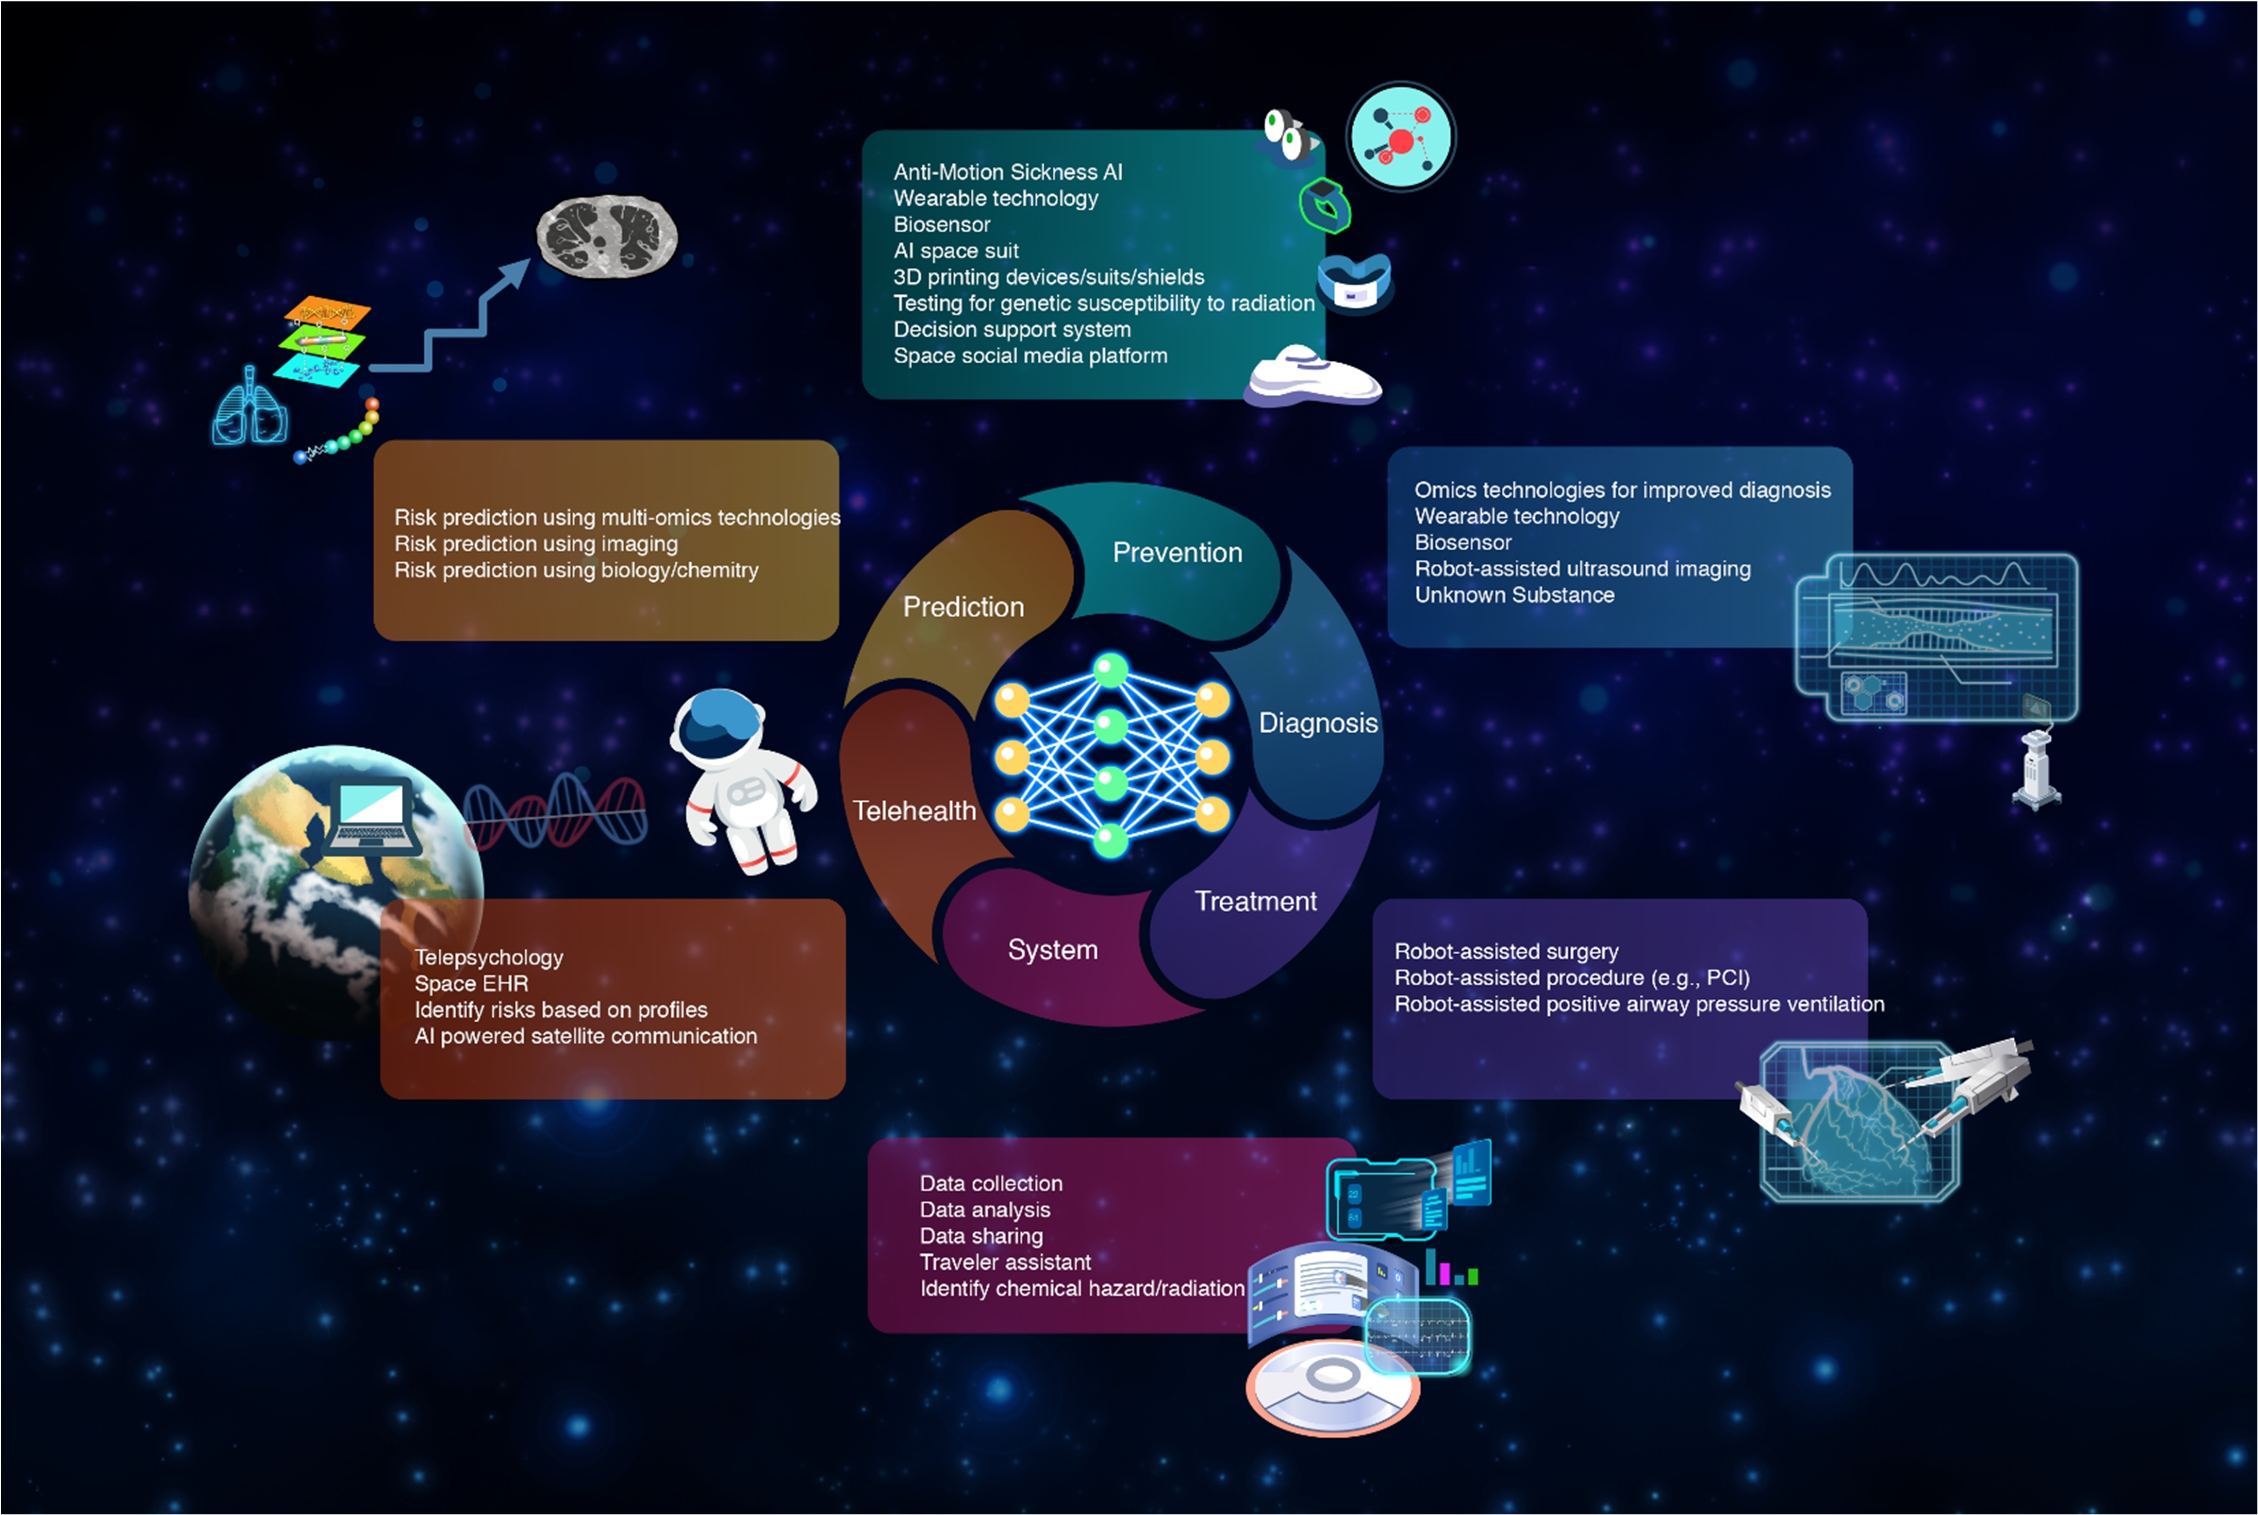 Anti-Motion Sickness AI
Wearable technology
Biosensor
AI space suit
3D printing devices/suits/shields
Testing for genetic susceptibility to radiation
Decision support system
Space social media platform
Risk prediction using multi-omics technologies
Risk prediction using imaging
Risk prediction using biology/chemitry
Omics technologies for improved diagnosis
Wearable technology
Biosensor
Robot-assisted ultrasound imaging
Unknown Substance
Prevention
Prediction
Diagnosis
Telehealth
Treatment
System
Telepsychology
Space EHR
Identify risks based on profiles
AI powered satellite communication
Robot-assisted surgery
Robot-assisted procedure (e.g., PCI)
Robot-assisted positive airway pressure ventilation
Data collection
Data analysis
Data sharing
Traveler assistant
Identify chemical hazard/radiation